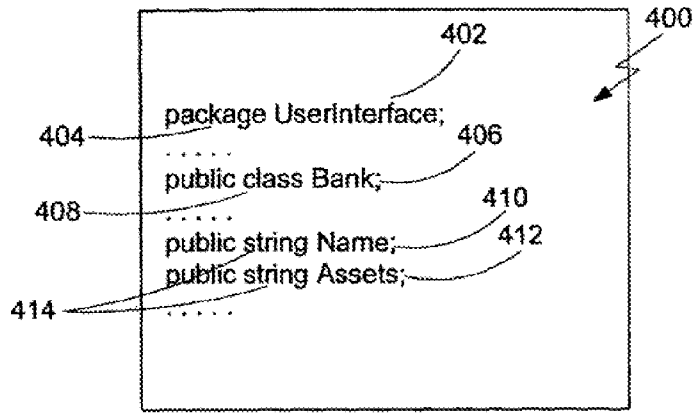 402
400
package UserInterface;
404
.....
406
public class Bank;
408
.....
410
public string Name;
412
public string Assets;
414
.....